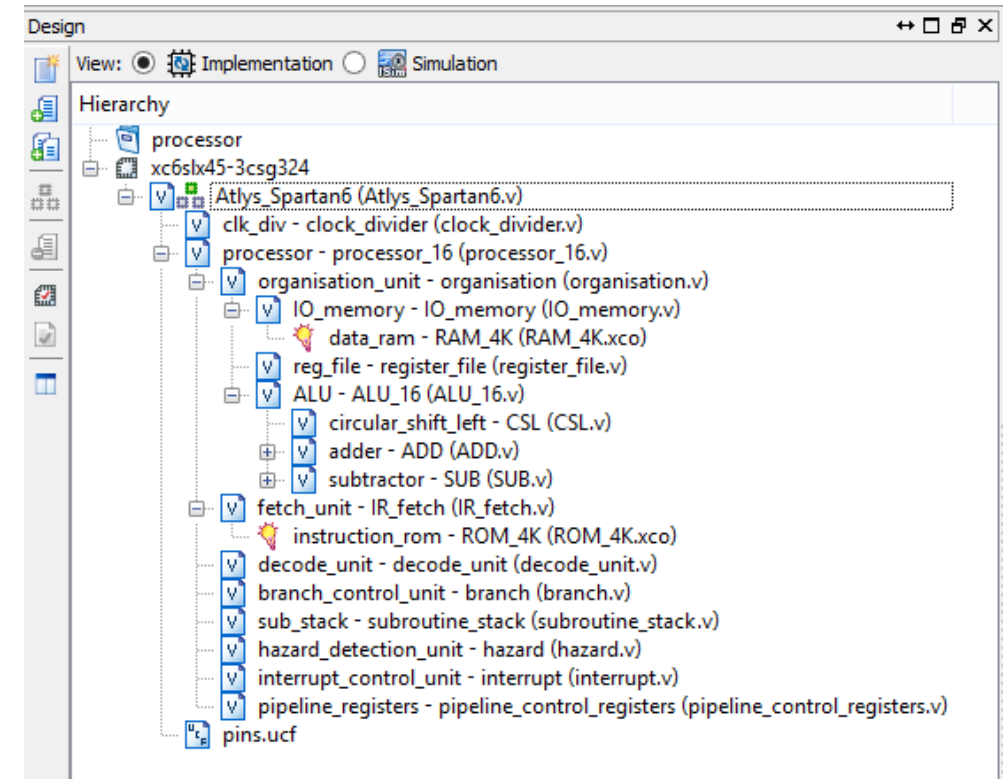 Design
View: Implementation Simulation
Hierarchy
processor
xc6slx45-3csg324
Atlys_Spartan6 (Atlys_Spartan6.v)
clk_div - clock_divider (clock_divider.v)
processor - processor_16 (processor_16.v)
organisation_unit - organisation (organisation.v)
IO_memory - IO_memory (IO_memory.v)
data_ram - RAM_4K (RAM_4K.xco)
reg_file - register_file (register_file.v)
ALU - ALU_16 (ALU_16.v)
circular_shift_left - CSL (CSL.v)
adder - ADD (ADD.v)
subtractor - SUB (SUB.v)
fetch_unit - IR_fetch (IR_fetch.v)
instruction_rom - ROM_4K (ROM_4K.xco)
decode_unit - decode_unit (decode_unit.v)
branch_control_unit - branch (branch.v)
sub_stack - subroutine_stack (subroutine_stack.v)
hazard_detection_unit - hazard (hazard.v)
interrupt_control_unit - interrupt (interrupt.v)
pipeline_registers - pipeline_control_registers (pipeline_control_registers.v)
pins.ucf